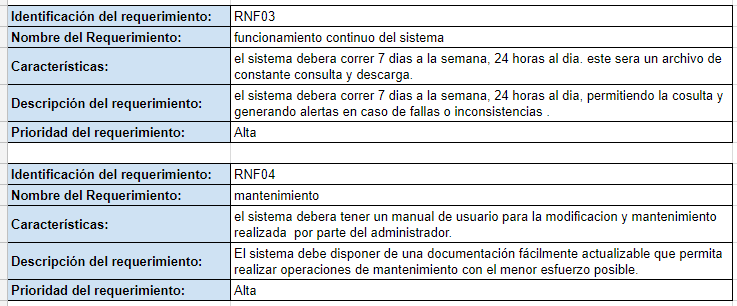 Identificación del requerimiento: RNF03
Nombre del Requerimiento: funcionamiento continuo del sistema
Características: el sistema debera correr 7 dias a la semana, 24 horas al dia. este sera un archivo de
constante consulta y descarga.
Descripción del requerimiento: el sistema debera correr 7 dias a la semana, 24 horas al dia, permitiendo la cosulta y
generando alertas en caso de fallas o inconsistencias .
Prioridad del requerimiento: Alta
Identificación del requerimiento: RNF04
Nombre del Requerimiento: mantenimiento
Características: el sistema debera tener un manual de usuario para la modificacion y mantenimiento
realizada  por parte del administrador.
Descripción del requerimiento: El sistema debe disponer de una documentación fácilmente actualizable que permita
realizar operaciones de mantenimiento con el menor esfuerzo posible.
Prioridad del requerimiento: Alta